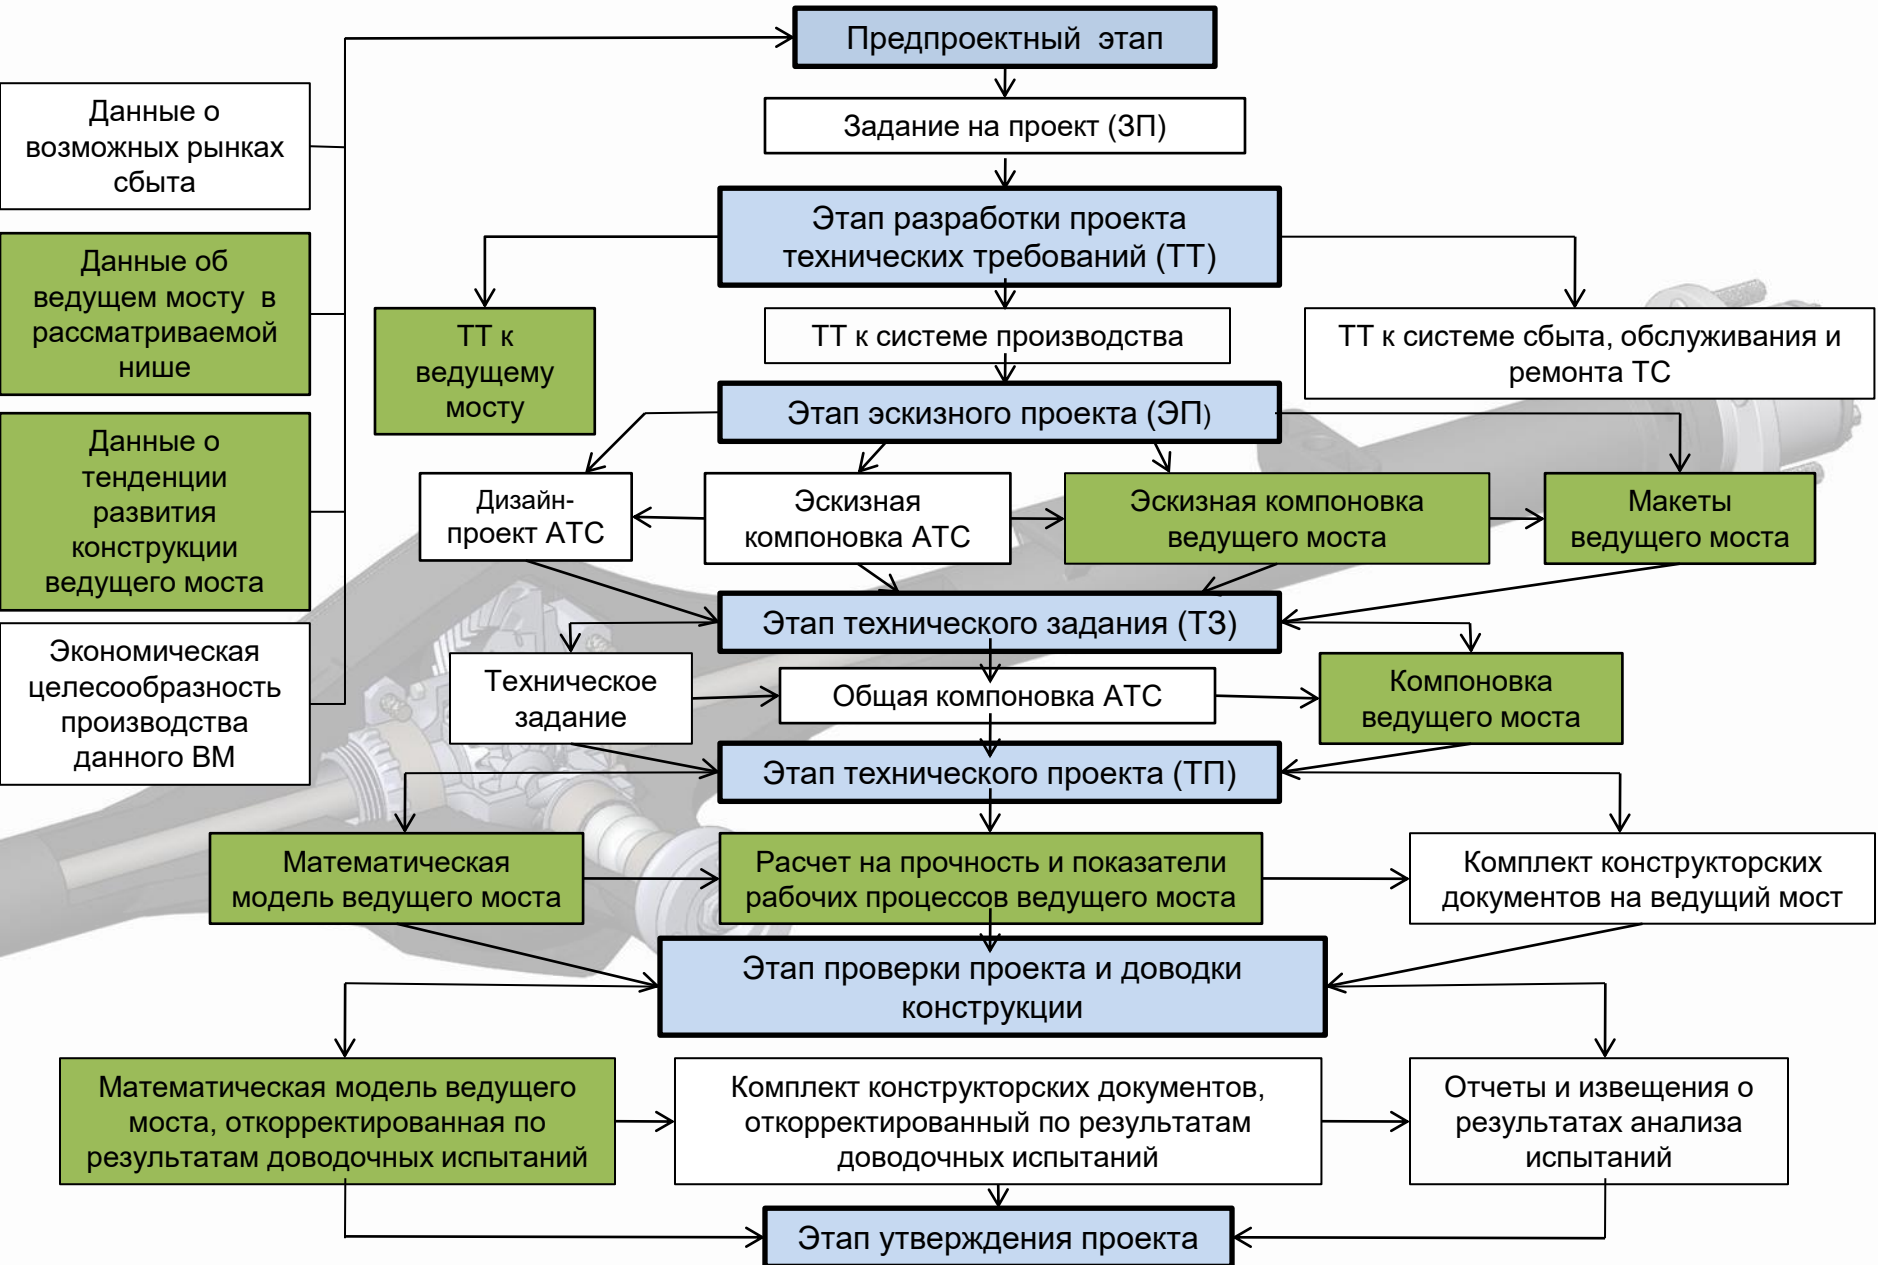 Предпроектный этап
Данные о
возможных рынках
сбыта
Задание на проект (ЗП)
Этап разработки проекта
технических требований (ТТ)
Данные об
ведущем мосту в
рассматриваемой
нише
ТТ к
ведущему
мосту
ТТ к системе производства
ТТ к системе сбыта, обслуживания и
ремонта ТС
Этап эскизного проекта (ЭП)
Данные о
тенденции
развития
конструкции
ведущего моста
Дизайн-
проект АТС
Эскизная
компоновка АТС
Эскизная компоновка
ведущего моста
Макеты
ведущего моста
Этап технического задания (ТЗ)
Экономическая
целесообразность
производства
данного ВМ
Техническое
задание
Общая компоновка АТС
Компоновка
ведущего моста
Этап технического проекта (ТП)
Математическая
модель ведущего моста
Расчет на прочность и показатели
рабочих процессов ведущего моста
Комплект конструкторских
документов на ведущий мост
Этап проверки проекта и доводки
конструкции
Математическая модель ведущего
моста, откорректированная по
результатам доводочных испытаний
Комплект конструкторских документов,
откорректированный по результатам
доводочных испытаний
Отчеты и извещения о
результатах анализа
испытаний
Этап утверждения проекта